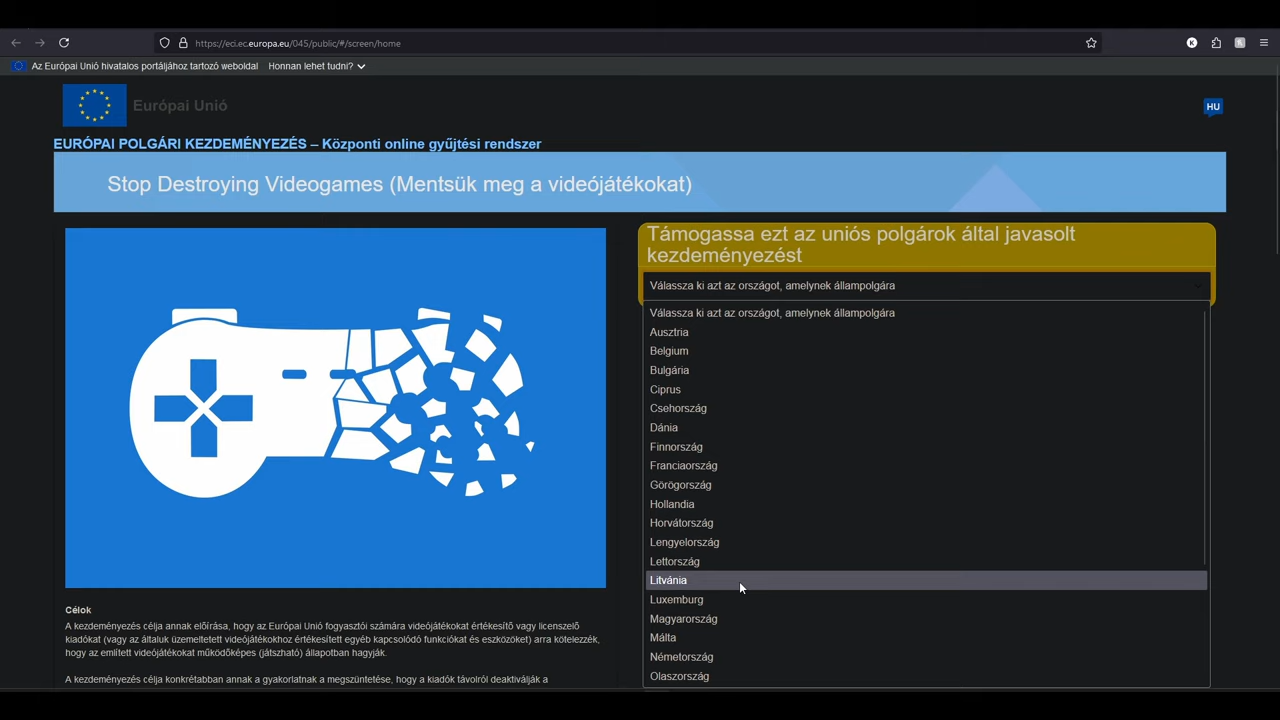 https://eci.ec.europa.eu/045/public/#/screen/home
K
Az Európai Unió hivatalos portáljához tartozó weboldal Honnan lehet tudni?
Európai Unió
HU
EURÓPAI POLGÁRI KEZDEMÉNYEZÉS – Központi online gyűjtési rendszer
Stop Destroying Videogames (Mentsük meg a videójátékokat)
Támogassa ezt az uniós polgárok által javasolt
kezdeményezést
Válassza ki azt az országot, amelynek állampolgára
Válassza ki azt az országot, amelynek állampolgára
Ausztria
Belgium
Bulgária
Ciprus
Csehország
Dánia
Finnország
Franciaország
Görögország
Hollandia
Horvátország
Lengyelország
Lettország
Litvánia
Luxemburg
Magyarország
Málta
Németország
Olaszország
Célok
A kezdeményezés célja annak előírása, hogy az Európai Unió fogyasztói számára videójátékokat értékesítő vagy licenszelő
kiadókat (vagy az általuk üzemeltetett videójátékokhoz értékesített egyéb kapcsolódó funkciókat és eszközöket) arra kötelezzék,
hogy az említett videójátékokat működőképes (játszható) állapotban hagyják.
A kezdeményezés célja konkrétabban annak a gyakorlatnak a megszüntetése, hogy a kiadók távolról deaktiválják a